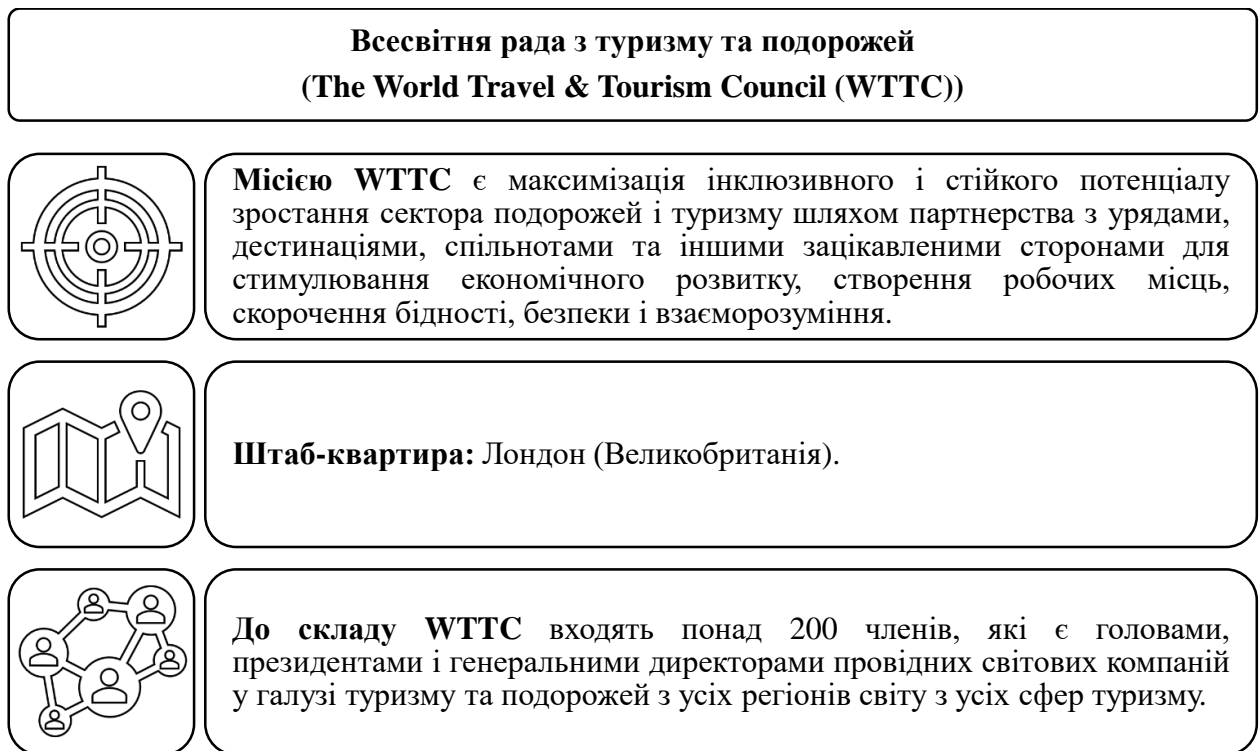 Всесвітня рада з туризму та подорожей
(The World Travel & Tourism Council (WTTC))
Місією WTTC є максимізація інклюзивного і стійкого потенціалу
зростання сектора подорожей і туризму шляхом партнерства з урядами,
дестинаціями, спільнотами та іншими зацікавленими сторонами для
стимулювання економічного розвитку, створення робочих місць,
скорочення бідності, безпеки і взаєморозуміння.
Штаб-квартира: Лондон (Великобританія).
До складу WTTC входять понад 200 членів, які є головами,
президентами і генеральними директорами провідних світових компаній
у галузі туризму та подорожей з усіх регіонів світу з усіх сфер туризму.